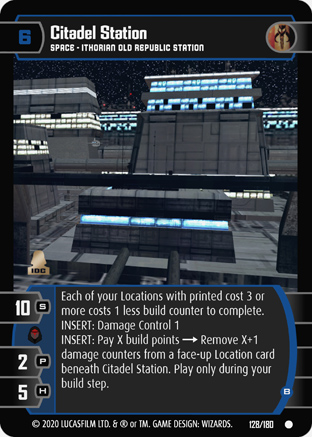 6 Citadel Station
SPACE - ITHORIAN OLD REPUBLIC STATION
IDC
10 S
2 P
5 H
Each of your Locations with printed cost 3 or
more costs 1 less build counter to complete.
INSERT: Damage Control 1
INSERT: Pay X build points → Remove X+1
damage counters from a face-up Location card
beneath Citadel Station. Play only during your
build step.
B
© 2020 LUCASFILM LTD. & ® or TM. GAME DESIGN: WIZARDS. 128/180